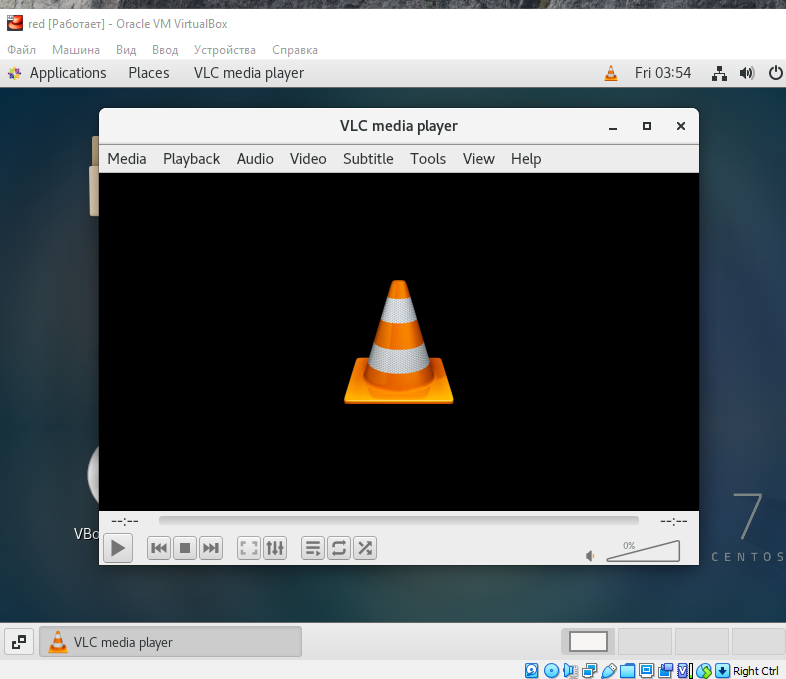 red [Работает] - Oracle VM VirtualBox
Файл Машина Вид Ввод Устройства Справка
Applications Places VLC media player Fri 03:54
VLC media player
Media Playback Audio Video Subtitle Tools View Help
7
CENTOS
VBo
--:-- --:--
0%
VLC media player
Right Ctrl